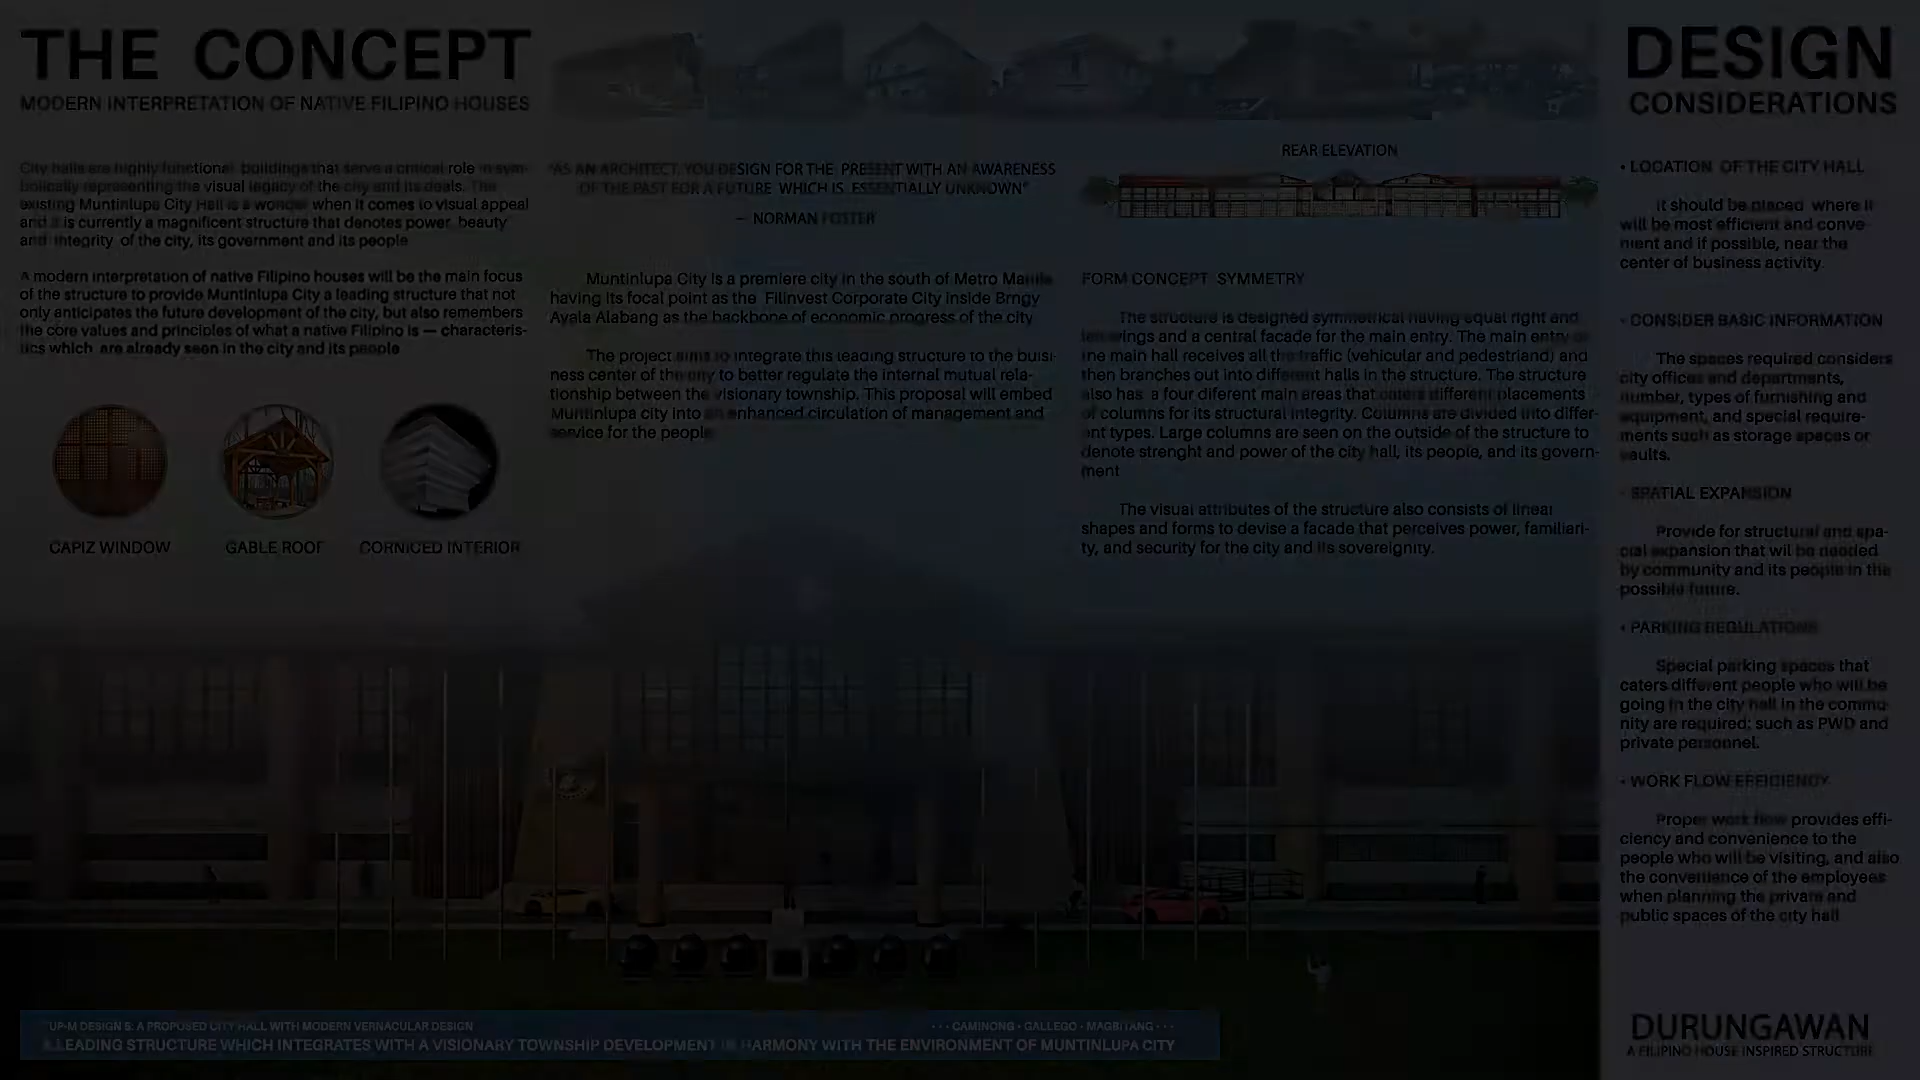 THE CONCEPT
MODERN INTERPRETATION OF NATIVE FILIPINO HOUSES
City halls are highly functional buildings that serve a critical role in sym-
bolically representing the visual legacy of the city and its deals. The
existing Muntinlupa City Hall is a wonder when it comes to visual appeal
and it is currently a magnificent structure that denotes power, beauty
and integrity of the city, its government and its people
A modern interpretation of native Filipino houses will be the main focus
of the structure to provide Muntinlupa City a leading structure that not
only anticipates the future development of the city, but also remembers
the core values and principles of what a native Filipino is — characteris-
tics which are already seen in the city and its people
CAPIZ WINDOW
GABLE ROOF
CORNICED INTERIOR
"AS AN ARCHITECT, YOU DESIGN FOR THE PRESENT WITH AN AWARENESS
OF THE PAST FOR A FUTURE WHICH IS ESSENTIALLY UNKNOWN"
— NORMAN FOSTER
Muntinlupa City is a premiere city in the south of Metro Manila
having its focal point as the Filinvest Corporate City inside Brngy
Ayala Alabang as the backbone of economic progress of the city
The project aims to integrate this leading structure to the buisi-
ness center of the city to better regulate the internal mutual rela-
tionship between the visionary township. This proposal will embed
Muntinlupa city into an enhanced circulation of management and
service for the people
REAR ELEVATION
FORM CONCEPT SYMMETRY
The structure is designed symmetrical having equal right and
left wings and a central facade for the main entry. The main entry or
the main hall receives all the traffic (vehicular and pedestriand) and
then branches out into different halls in the structure. The structure
also has a four diferent main areas that caters different placements
of columns for its structural integrity. Columns are divided into differ-
ent types. Large columns are seen on the outside of the structure to
denote strenght and power of the city hall, its people, and its govern-
ment
The visual attributes of the structure also consists of linear
shapes and forms to devise a facade that perceives power, familiari-
ty, and security for the city and its sovereignity.
DESIGN
CONSIDERATIONS
• LOCATION OF THE CITY HALL
It should be placed where it
will be most efficient and conve-
nient and if possible, near the
center of business activity.
• CONSIDER BASIC INFORMATION
The spaces required considers
city offices and departments,
number, types of furnishing and
equipment, and special require-
ments such as storage spaces or
vaults.
• SPATIAL EXPANSION
Provide for structural and spa-
cial expansion that wil be needed
by community and its people in the
possible future.
• PARKING REGULATIONS
Special parking spaces that
caters different people who will be
going in the city hall in the commu-
nity are required; such as PWD and
private personnel.
• WORK FLOW EFFICIENCY
Proper work flow provides effi-
ciency and convenience to the
people who will be visiting, and also
the convenience of the employees
when planning the private and
public spaces of the city hall
UP-M DESIGN 5: A PROPOSED CITY HALL WITH MODERN VERNACULAR DESIGN
• • • CAMINONG • GALLEGO • MAGBITANG • • •
A LEADING STRUCTURE WHICH INTEGRATES WITH A VISIONARY TOWNSHIP DEVELOPMENT IN HARMONY WITH THE ENVIRONMENT OF MUNTINLUPA CITY
DURUNGAWAN
A FILIPINO HOUSE INSPIRED STRUCTURE